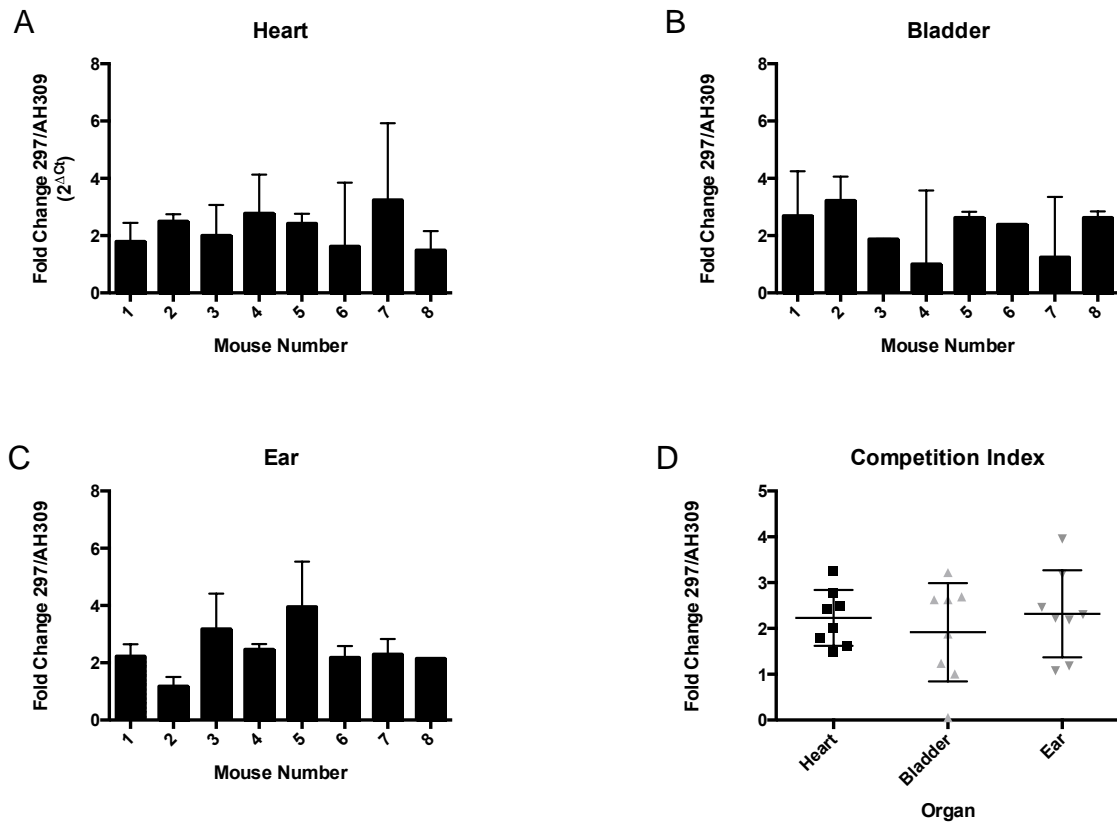 A
Heart
Fold Change 297/AH309
(2^ΔCt)
8
6
4
2
0
1 2 3 4 5 6 7 8
Mouse Number
B
Bladder
Fold Change 297/AH309
8
6
4
2
0
1 2 3 4 5 6 7 8
Mouse Number
C
Ear
Fold Change 297/AH309
8
6
4
2
0
1 2 3 4 5 6 7 8
Mouse Number
D
Competition Index
Fold Change 297/AH309
5
4
3
2
1
0
Heart Bladder Ear
Organ